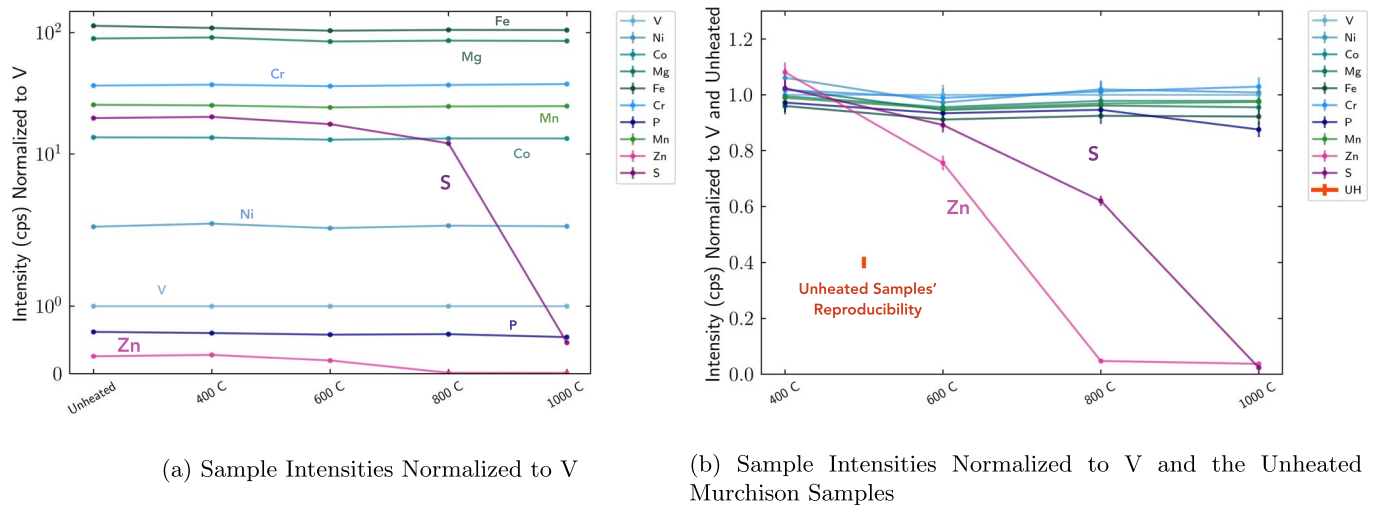 Intensity (cps) Normalized to V
10²
10¹
10⁰
0
Fe
Mg
Cr
Mn
Co
S
Ni
V
P
Zn
Unheated
400 C
600 C
800 C
1000 C
V
Ni
Co
Mg
Fe
Cr
P
Mn
Zn
S
(a) Sample Intensities Normalized to V
Intensity (cps) Normalized to V and Unheated
1.2
1.0
0.8
0.6
0.4
0.2
0.0
S
Zn
Unheated Samples'
Reproducibility
400 C
600 C
800 C
1000 C
V
Ni
Co
Mg
Fe
Cr
P
Mn
Zn
S
UH
(b) Sample Intensities Normalized to V and the Unheated
Murchison Samples